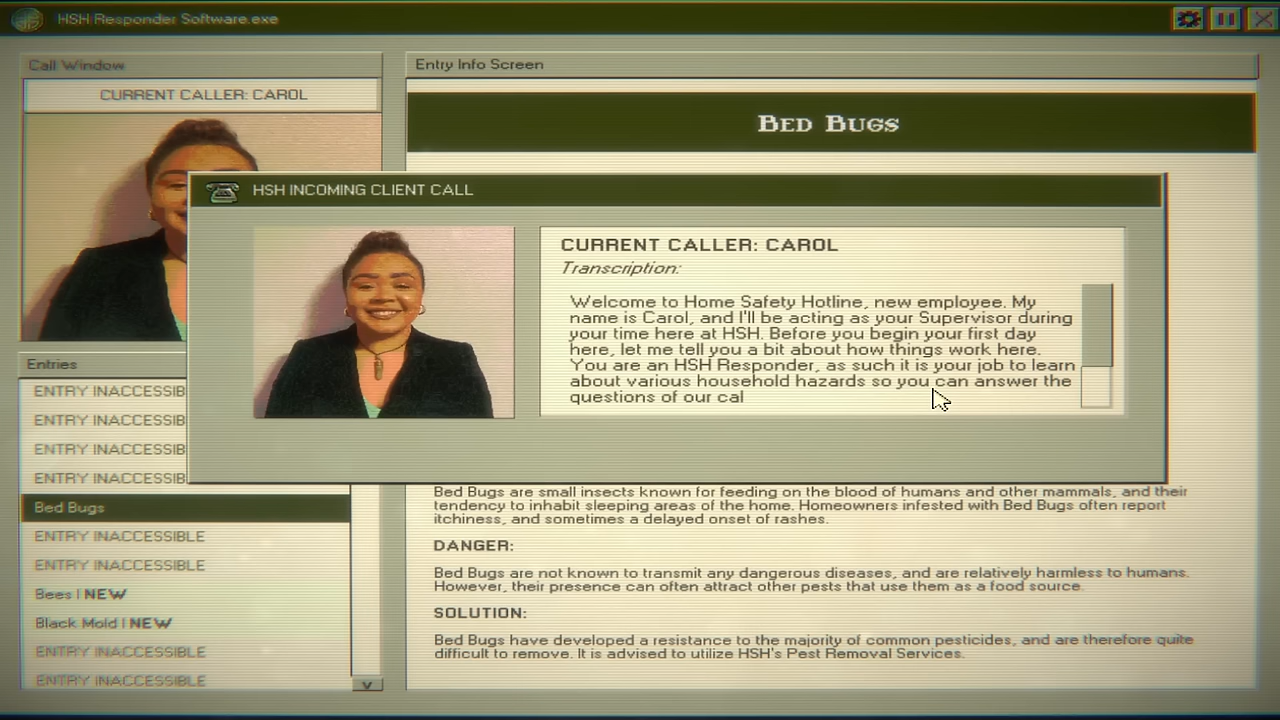 HSH Responder Software.exe
Call Window
CURRENT CALLER: CAROL
Entries
ENTRY INACCESSIB
ENTRY INACCESSIB
ENTRY INACCESSIB
ENTRY INACCESSIB
Bed Bugs
ENTRY INACCESSIBLE
ENTRY INACCESSIBLE
Bees | NEW
Black Mold | NEW
ENTRY INACCESSIBLE
ENTRY INACCESSIBLE
Entry Info Screen
BED BUGS
HSH INCOMING CLIENT CALL
CURRENT CALLER: CAROL
Transcription:
Welcome to Home Safety Hotline, new employee. My
name is Carol, and I'll be acting as your Supervisor during
your time here at HSH. Before you begin your first day
here, let me tell you a bit about how things work here.
You are an HSH Responder, as such it is your job to learn
about various household hazards so you can answer the
questions of our cal
Bed Bugs are small insects known for feeding on the blood of humans and other mammals, and their
tendency to inhabit sleeping areas of the home. Homeowners infested with Bed Bugs often report
itchiness, and sometimes a delayed onset of rashes.
DANGER:
Bed Bugs are not known to transmit any dangerous diseases, and are relatively harmless to humans.
However, their presence can often attract other pests that use them as a food source.
SOLUTION:
Bed Bugs have developed a resistance to the majority of common pesticides, and are therefore quite
difficult to remove. It is advised to utilize HSH's Pest Removal Services.